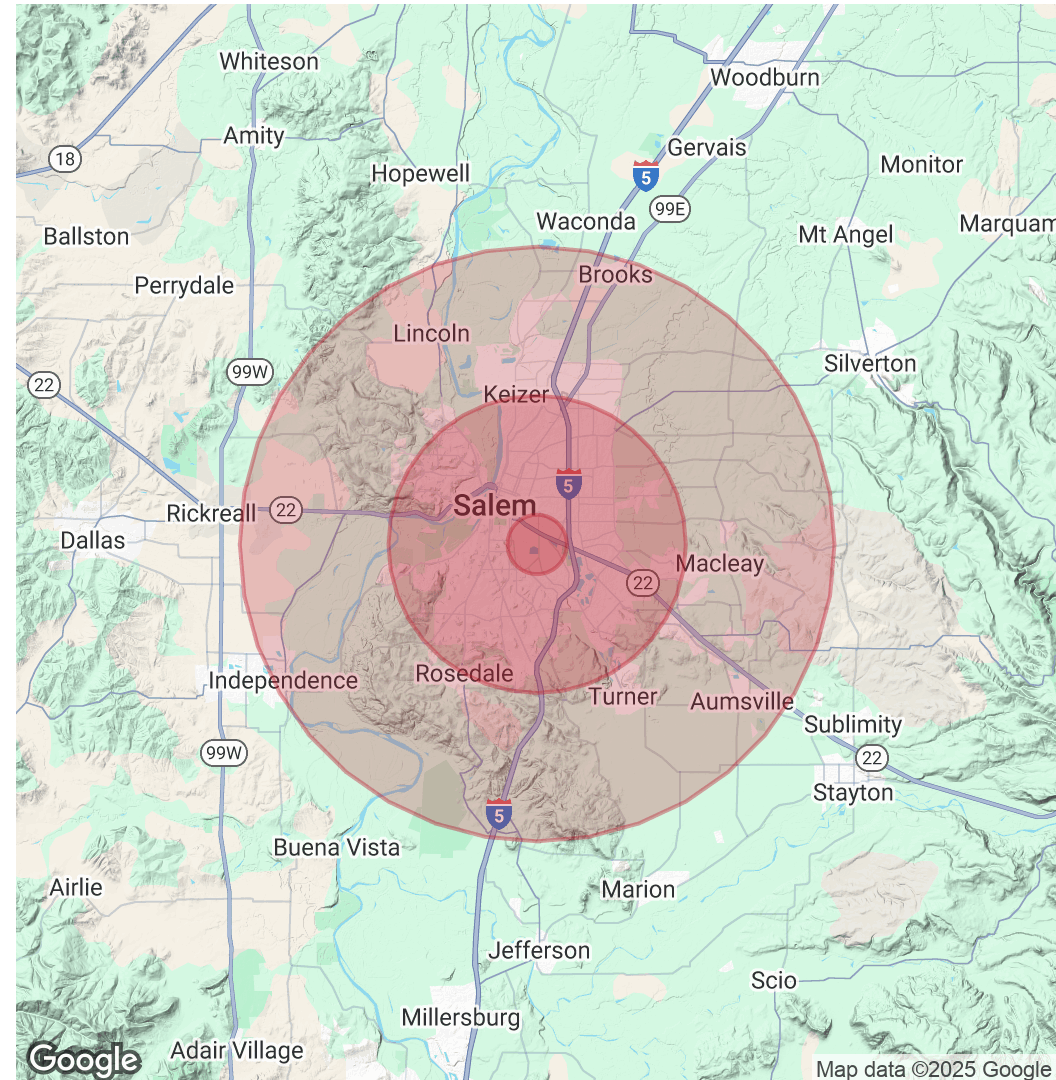 Whiteson
Woodburn
Amity
Gervais
18
Monitor
Hopewell
5
99E
Waconda
Marquam
Ballston
Mt Angel
Brooks
Perrydale
Lincoln
Silverton
99W
22
Keizer
5
Salem
22
Rickreall
Dallas
Macleay
22
Rosedale
Independence
Turner
Aumsville
Sublimity
99W
22
Stayton
5
Buena Vista
Airlie
Marion
Jefferson
Scio
Millersburg
Adair Village
Google
Map data ©2025 Google